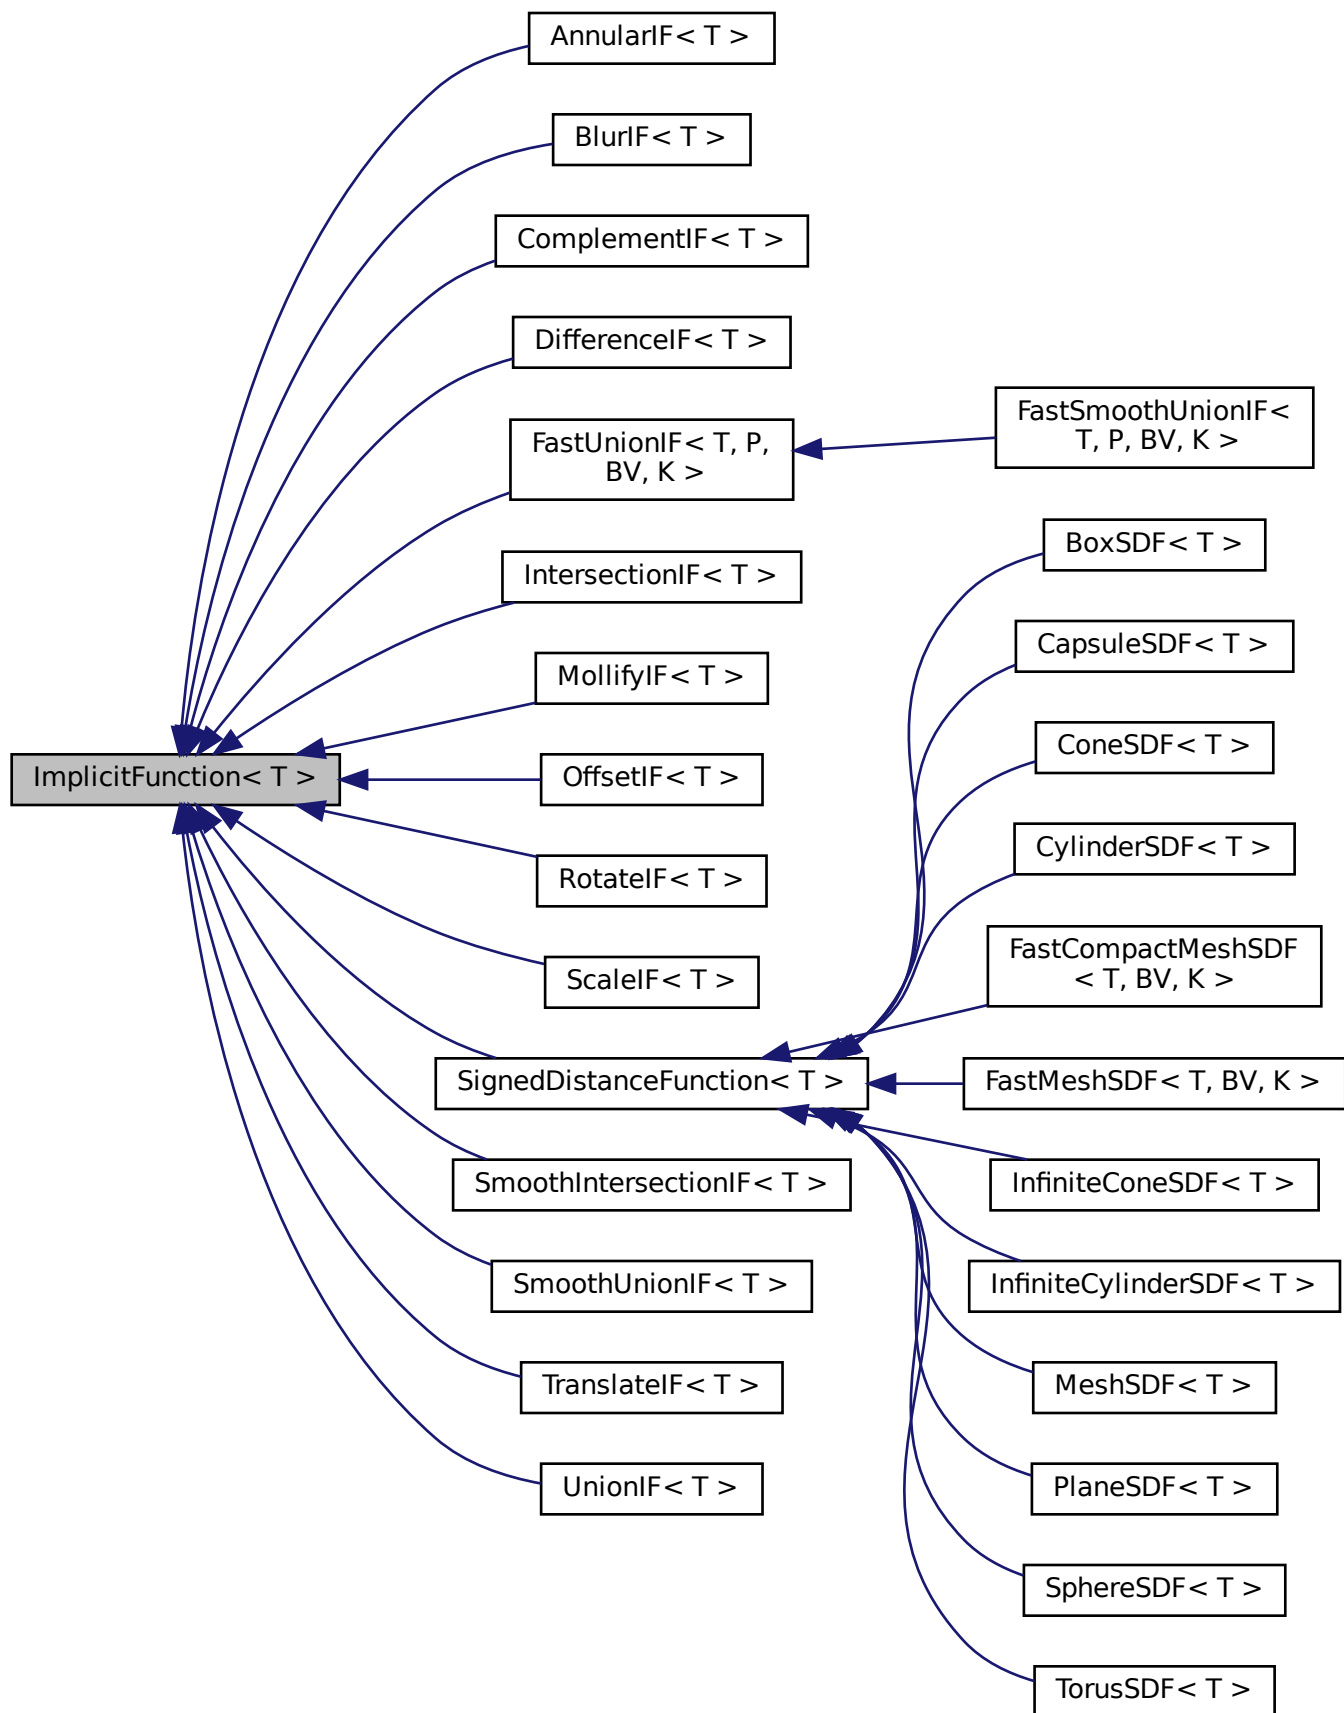 AnnularIF< T >
BlurIF< T >
ComplementIF< T >
DifferenceIF< T >
FastUnionIF< T, P,
BV, K >
FastSmoothUnionIF<
T, P, BV, K >
IntersectionIF< T >
MollifyIF< T >
ImplicitFunction< T >
OffsetIF< T >
RotateIF< T >
ScaleIF< T >
SignedDistanceFunction< T >
SmoothIntersectionIF< T >
SmoothUnionIF< T >
TranslateIF< T >
UnionIF< T >
BoxSDF< T >
CapsuleSDF< T >
ConeSDF< T >
CylinderSDF< T >
FastCompactMeshSDF
< T, BV, K >
FastMeshSDF< T, BV, K >
InfiniteConeSDF< T >
InfiniteCylinderSDF< T >
MeshSDF< T >
PlaneSDF< T >
SphereSDF< T >
TorusSDF< T >